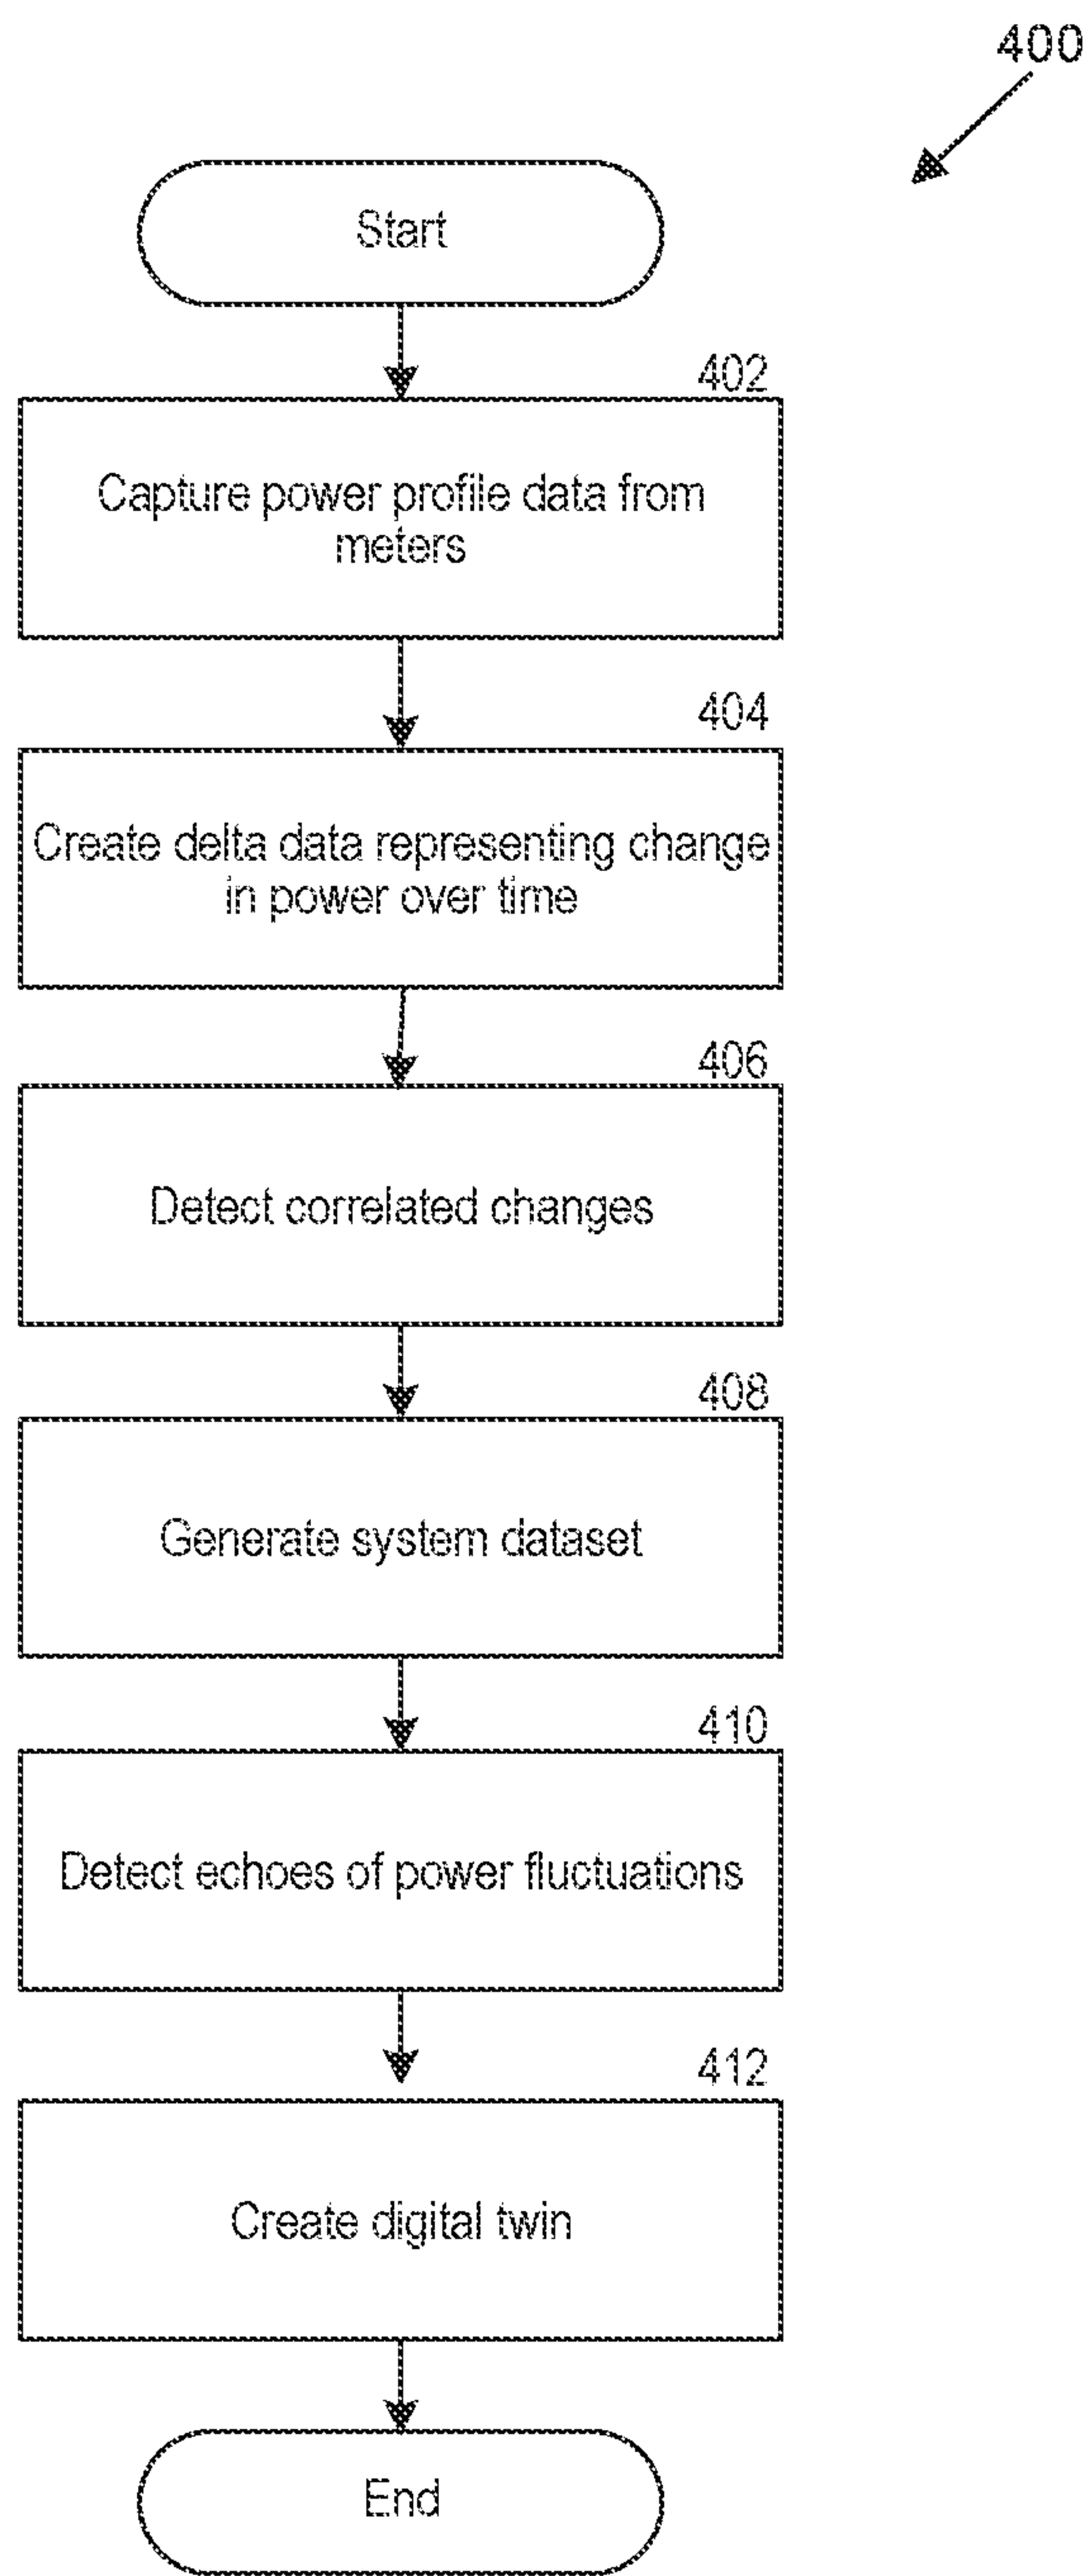 400
Start
402
Capture power profile data from
meters
404
Create delta data representing change
in power over time
406
Detect correlated changes
408
Generate system dataset
410
Detect echoes of power fluctuations
412
Create digital twin
End